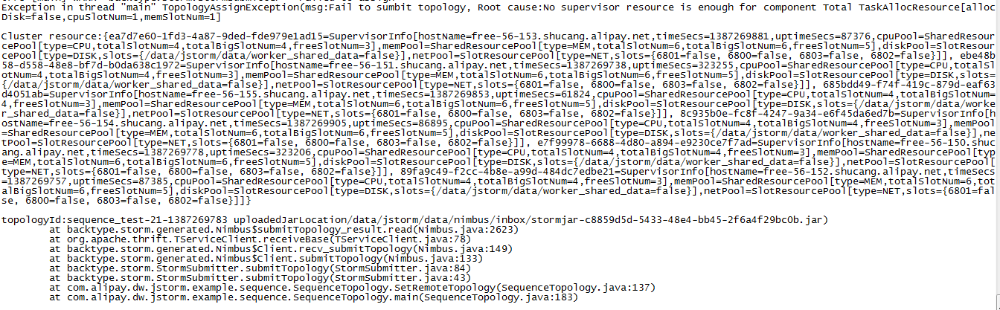 Exception in thread "main" TopologyAssignException(msg:Fail to sumbit topology, Root cause:No supervisor resource is enough for component Total TaskAllocResource[alloc
Disk=false,cpuSlotNum=1,memSlotNum=1]
Cluster resource:{ea7d7e60-1fd3-4a87-9ded-fde979e1ad15=SupervisorInfo[hostName=free-56-153.shucang.alipay.net,timeSecs=1387269881,uptimeSecs=87376,cpuPool=SharedResour
cePool[type=CPU,totalSlotNum=4,totalBigSlotNum=4,freeSlotNum=3],memPool=SharedResourcePool[type=MEM,totalSlotNum=6,totalBigSlotNum=6,freeSlotNum=5],diskPool=SlotResour
cePool[type=DISK,slots={/data/jstorm/data/worker_shared_data=false}],netPool=SlotResourcePool[type=NET,slots={6801=false, 6800=false, 6803=false, 6802=false}]], ebe48b
58-d558-48e8-bf7d-b0da638c1972=SupervisorInfo[hostName=free-56-151.shucang.alipay.net,timeSecs=1387269738,uptimeSecs=323255,cpuPool=SharedResourcePool[type=CPU,totalSl
otNum=4,totalBigSlotNum=4,freeSlotNum=3],memPool=SharedResourcePool[type=MEM,totalSlotNum=6,totalBigSlotNum=6,freeSlotNum=5],diskPool=SlotResourcePool[type=DISK,slots=
{/data/jstorm/data/worker_shared_data=false}],netPool=SlotResourcePool[type=NET,slots={6801=false, 6800=false, 6803=false, 6802=false}]], 685bdd49-f74f-419c-879d-eaf63
d4051ab=SupervisorInfo[hostName=free-56-155.shucang.alipay.net,timeSecs=1387269853,uptimeSecs=61824,cpuPool=SharedResourcePool[type=CPU,totalSlotNum=4,totalBigSlotNum=
4,freeSlotNum=3],memPool=SharedResourcePool[type=MEM,totalSlotNum=6,totalBigSlotNum=6,freeSlotNum=5],diskPool=SlotResourcePool[type=DISK,slots={/data/jstorm/data/worke
r_shared_data=false}],netPool=SlotResourcePool[type=NET,slots={6801=false, 6800=false, 6803=false, 6802=false}]], 8c935b0e-fc8f-4247-9a34-e6f45da6ed7b=SupervisorInfo[h
ostName=free-56-154.shucang.alipay.net,timeSecs=1387269905,uptimeSecs=86895,cpuPool=SharedResourcePool[type=CPU,totalSlotNum=4,totalBigSlotNum=4,freeSlotNum=3],memPool
=SharedResourcePool[type=MEM,totalSlotNum=6,totalBigSlotNum=6,freeSlotNum=5],diskPool=SlotResourcePool[type=DISK,slots={/data/jstorm/data/worker_shared_data=false}],ne
tPool=SlotResourcePool[type=NET,slots={6801=false, 6800=false, 6803=false, 6802=false}]], e7f99978-6688-4d80-a894-e9230ce7f7ad=SupervisorInfo[hostName=free-56-150.shuc
ang.alipay.net,timeSecs=1387269778,uptimeSecs=323206,cpuPool=SharedResourcePool[type=CPU,totalSlotNum=4,totalBigSlotNum=4,freeSlotNum=3],memPool=SharedResourcePool[typ
e=MEM,totalSlotNum=6,totalBigSlotNum=6,freeSlotNum=5],diskPool=SlotResourcePool[type=DISK,slots={/data/jstorm/data/worker_shared_data=false}],netPool=SlotResourcePool[
type=NET,slots={6801=false, 6800=false, 6803=false, 6802=false}]], 89fa9c49-f2cc-4b8e-a99d-484dc7edbe21=SupervisorInfo[hostName=free-56-152.shucang.alipay.net,timeSecs
=1387269757,uptimeSecs=87385,cpuPool=SharedResourcePool[type=CPU,totalSlotNum=4,totalBigSlotNum=4,freeSlotNum=3],memPool=SharedResourcePool[type=MEM,totalSlotNum=6,tot
alBigSlotNum=6,freeSlotNum=5],diskPool=SlotResourcePool[type=DISK,slots={/data/jstorm/data/worker_shared_data=false}],netPool=SlotResourcePool[type=NET,slots={6801=fal
se, 6800=false, 6803=false, 6802=false}]]}
topologyId:sequence_test-21-1387269783 uploadedJarLocation/data/jstorm/data/nimbus/inbox/stormjar-c8859d5d-5433-48e4-bb45-2f6a4f29bc0b.jar)
at backtype.storm.generated.Nimbus$submitTopology_result.read(Nimbus.java:2623)
at org.apache.thrift.TServiceClient.receiveBase(TServiceClient.java:78)
at backtype.storm.generated.Nimbus$Client.recv_submitTopology(Nimbus.java:149)
at backtype.storm.generated.Nimbus$Client.submitTopology(Nimbus.java:133)
at backtype.storm.StormSubmitter.submitTopology(StormSubmitter.java:84)
at backtype.storm.StormSubmitter.submitTopology(StormSubmitter.java:43)
at com.alipay.dw.jstorm.example.sequence.SequenceTopology.SetRemoteTopology(SequenceTopology.java:137)
at com.alipay.dw.jstorm.example.sequence.SequenceTopology.main(SequenceTopology.java:183)